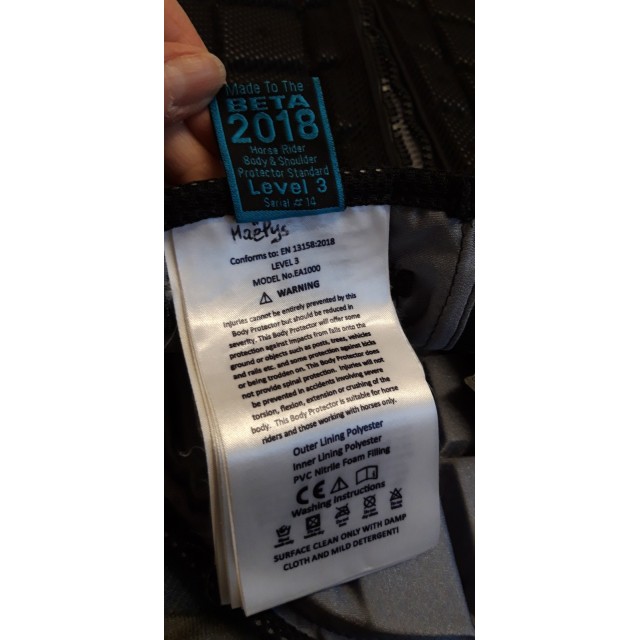 Made To The
BETA
2018
Horse Rider
Body & Shoulder
Protector Standard
Level 3
Serial # 14
Maëlys
Conforms to: EN 13158:2018
LEVEL 3
MODEL No.EA1000
WARNING
Injuries cannot be entirely prevented by this
Body Protector but should be reduced in
severity. This Body Protector will offer some
protection against impacts from falls onto the
ground or objects such as posts, trees, vehicles
and rails etc. and some protection against kicks
or being trodden on. This Body Protector does
not provide spinal protection. Injuries will not
be prevented in accidents involving severe
torsion, flexion, extension or crushing of the
body. This Body Protector is suitable for horse
riders and those working with horses only.
Outer Lining Polyester
Inner Lining Polyester
PVC Nitrile Foam Filling
CE
Washing Instructions
SURFACE CLEAN ONLY WITH DAMP
CLOTH AND MILD DETERGENT!